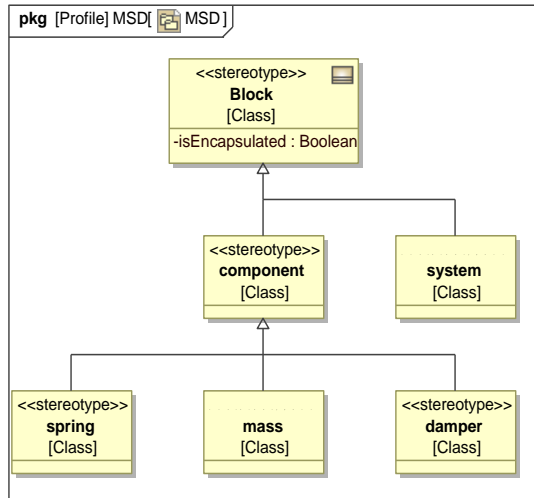 pkg [Profile] MSD[ MSD ]
<<stereotype>>
Block
[Class]
-isEncapsulated : Boolean
<<stereotype>>
component
[Class]
system
[Class]
<<stereotype>>
spring
[Class]
mass
[Class]
<<stereotype>>
damper
[Class]